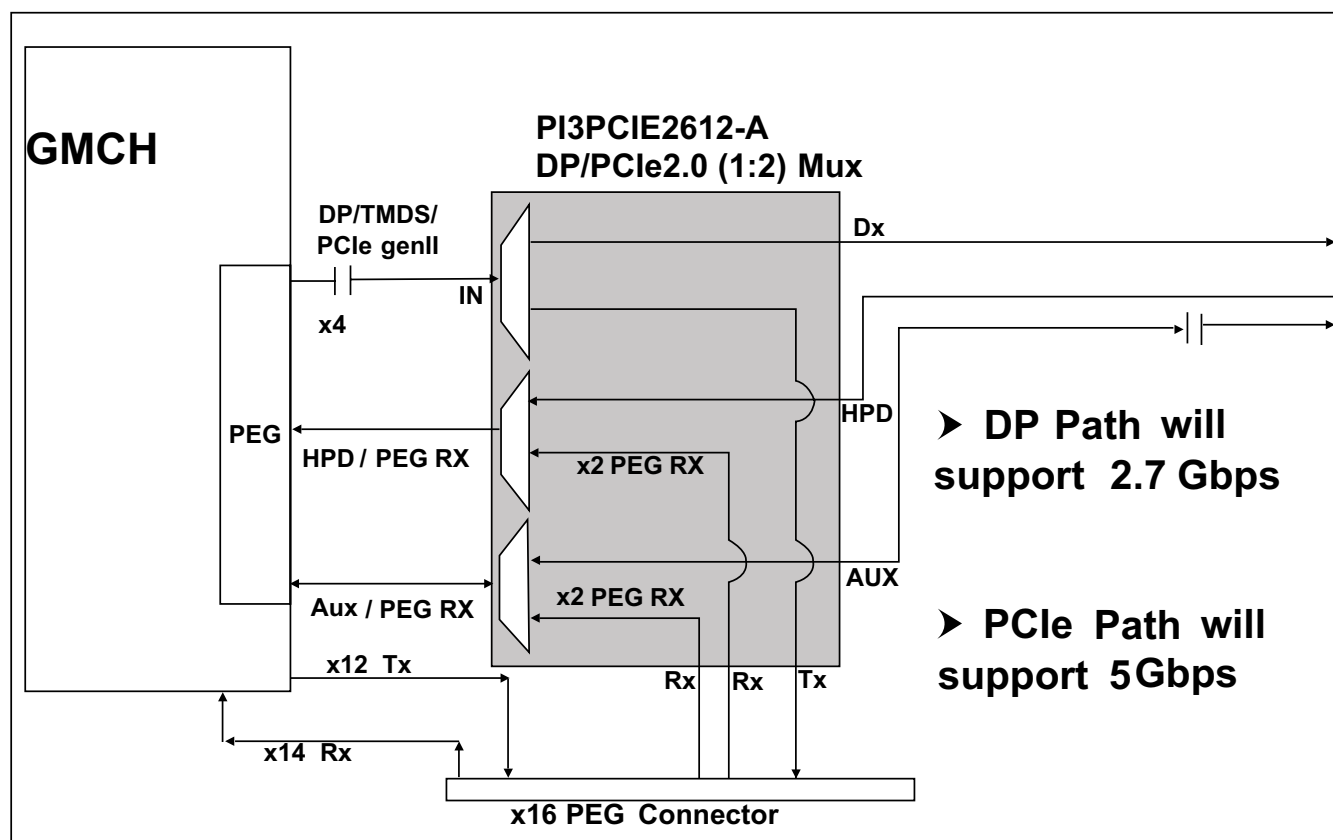 GMCH
PI3PCIE2612-A
DP/PCIe2.0 (1:2) Mux
DP/TMDS/
PCIe genII
x4
IN
Dx
PEG
HPD / PEG RX
x2 PEG RX
HPD
➤ DP Path will
support 2.7 Gbps
Aux / PEG RX
x2 PEG RX
AUX
➤ PCIe Path will
support 5Gbps
x12 Tx
Rx
Rx
Tx
x14 Rx
x16 PEG Connector